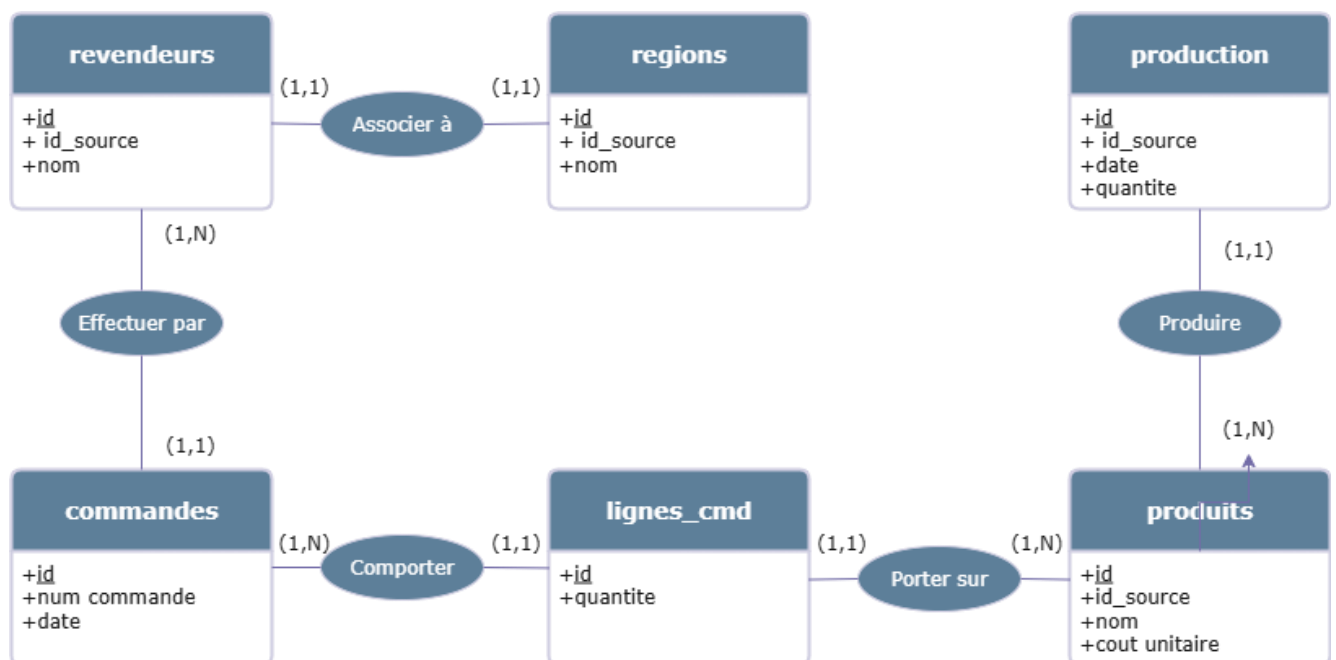 revendeurs
+id
+ id_source
+nom
(1,1)
Associer à
(1,1)
regions
+id
+ id_source
+nom
production
+id
+ id_source
+date
+quantite
(1,N)
Effectuer par
(1,1)
(1,1)
Produire
(1,N)
commandes
+id
+num commande
+date
(1,N)
Comporter
(1,1)
lignes_cmd
+id
+quantite
(1,1)
Porter sur
(1,N)
produits
+id
+id_source
+nom
+cout unitaire